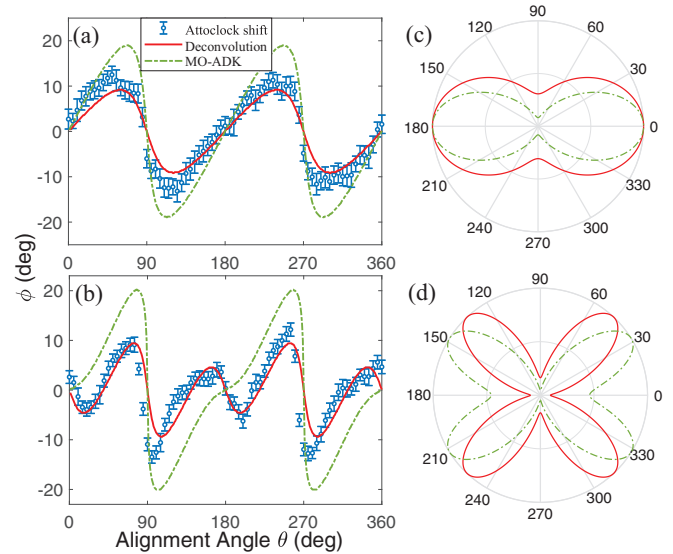 (a)
Attoclock shift
Deconvolution
MO-ADK
20
10
0
-10
-20
0 90 180 270 360
(b)
20
10
0
-10
-20
0 90 180 270 360
ϕ (deg)
Alignment Angle θ (deg)
(c)
90
120 60
150 30
180 0
210 330
240 300
270
(d)
90
120 60
150 30
180 0
210 330
240 300
270